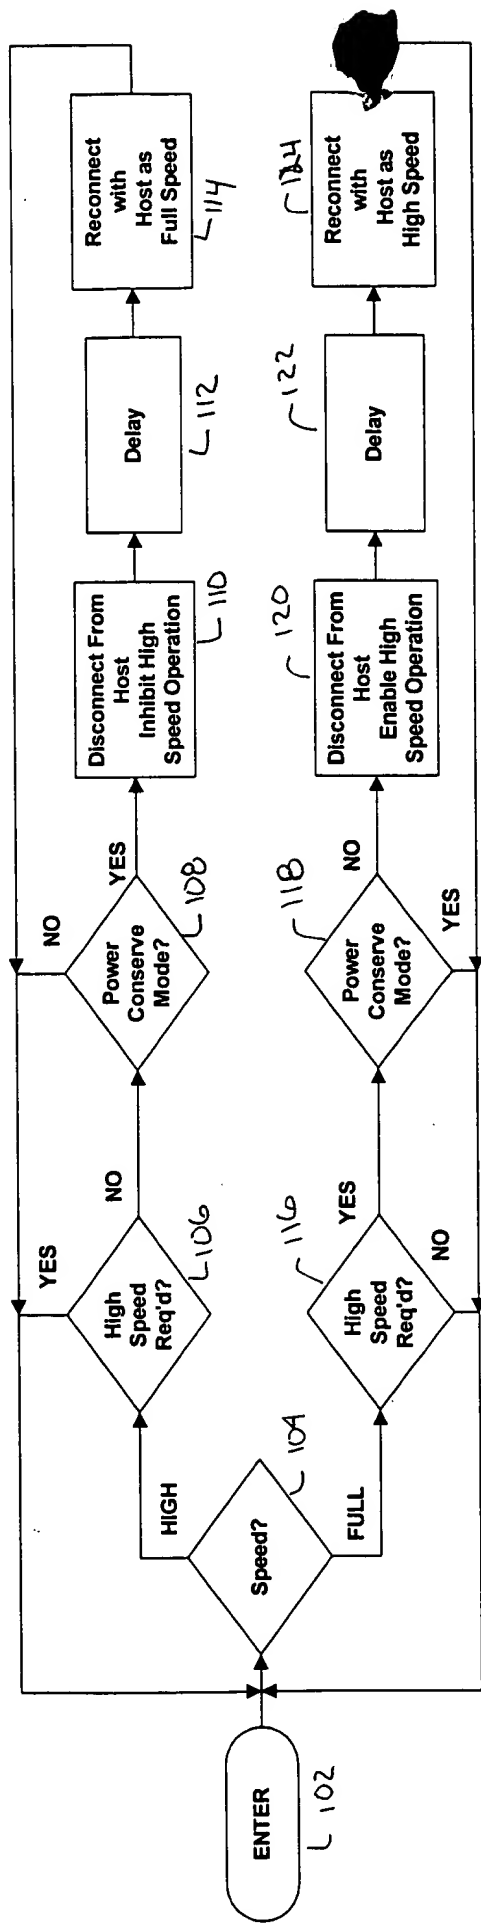 ENTER
102
Speed?
104
HIGH
FULL
High
Speed
Req'd?
106
YES
NO
Power
Conserve
Mode?
108
NO
YES
Disconnect From
Host
Inhibit High
Speed Operation
110
Delay
112
Reconnect
with
Host as
Full Speed
114
High
Speed
Req'd?
116
YES
NO
Power
Conserve
Mode?
118
NO
YES
Disconnect From
Host
Enable High
Speed Operation
120
Delay
122
Reconnect
with
Host as
High Speed
124